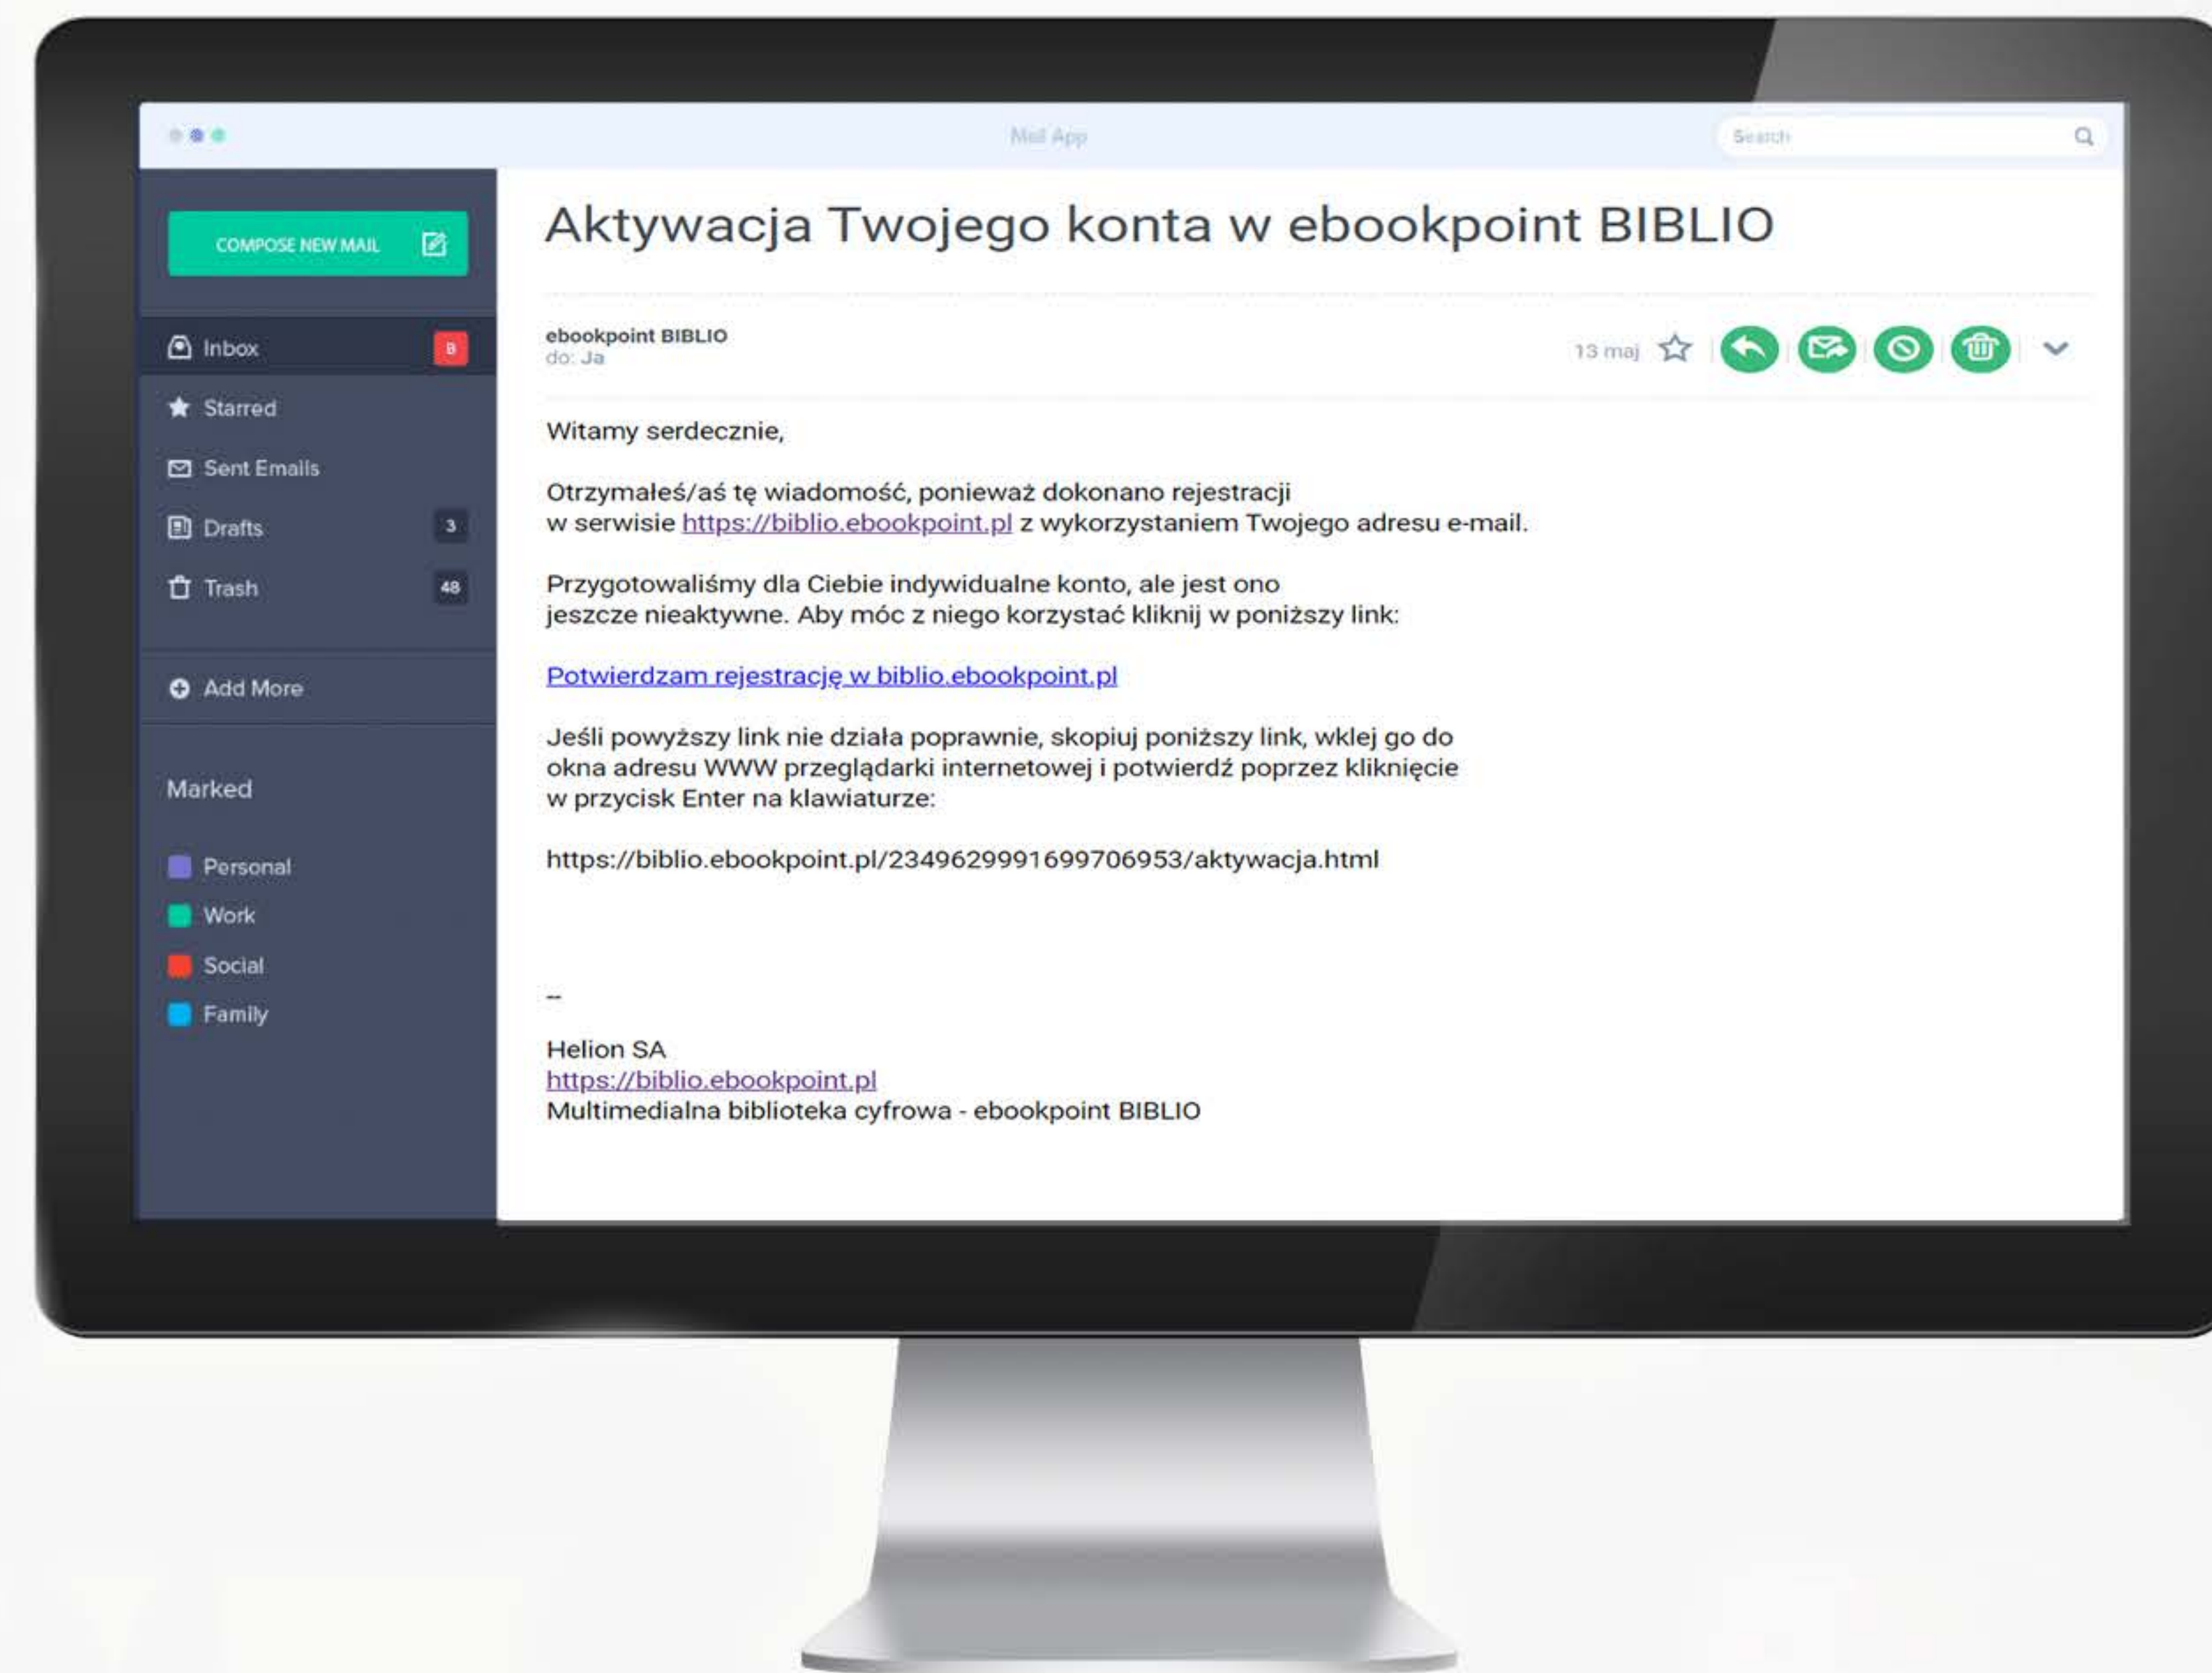 Mail App
Search
COMPOSE NEW MAIL
Inbox
B
Starred
Sent Emails
Drafts
3
Trash
48
Add More
Marked
Personal
Work
Social
Family
Aktywacja Twojego konta w ebookpoint BIBLIO
ebookpoint BIBLIO
do: Ja
13 maj
Witamy serdecznie,
Otrzymałeś/aś tę wiadomość, ponieważ dokonano rejestracji
w serwisie https://biblio.ebookpoint.pl z wykorzystaniem Twojego adresu e-mail.
Przygotowaliśmy dla Ciebie indywidualne konto, ale jest ono
jeszcze nieaktywne. Aby móc z niego korzystać kliknij w poniższy link:
Potwierdzam rejestrację w biblio.ebookpoint.pl
Jeśli powyższy link nie działa poprawnie, skopiuj poniższy link, wklej go do
okna adresu WWW przeglądarki internetowej i potwierdź poprzez kliknięcie
w przycisk Enter na klawiaturze:
https://biblio.ebookpoint.pl/2349629991699706953/aktywacja.html
--
Helion SA
https://biblio.ebookpoint.pl
Multimedialna biblioteka cyfrowa - ebookpoint BIBLIO